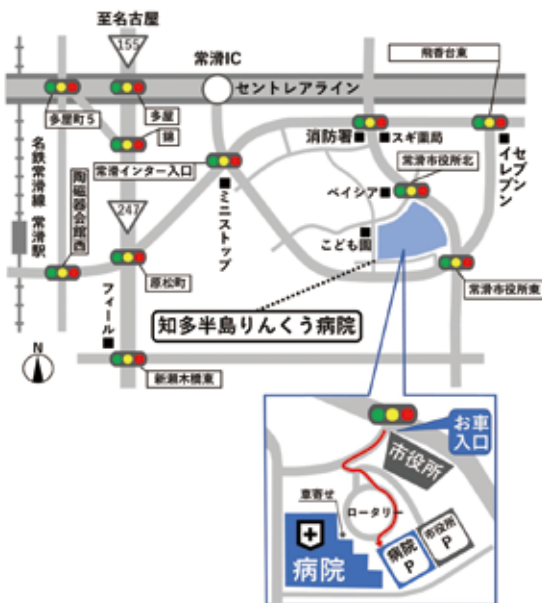 至名古屋
155
常滑IC
飛香台東
セントレアライン
多屋町5
多屋
錦
消防署
スギ薬局
セブンイレブン
常滑インター入口
常滑市役所北
名鉄常滑線 常滑駅
陶磁器会館西
247
ミニストップ
ベイシア
こども園
原松町
常滑市役所東
フィール
知多半島りんくう病院
N
新瀬木橋東
お車
入口
市役所
車寄せ
ロータリー
病院
病院
P
市役所
P